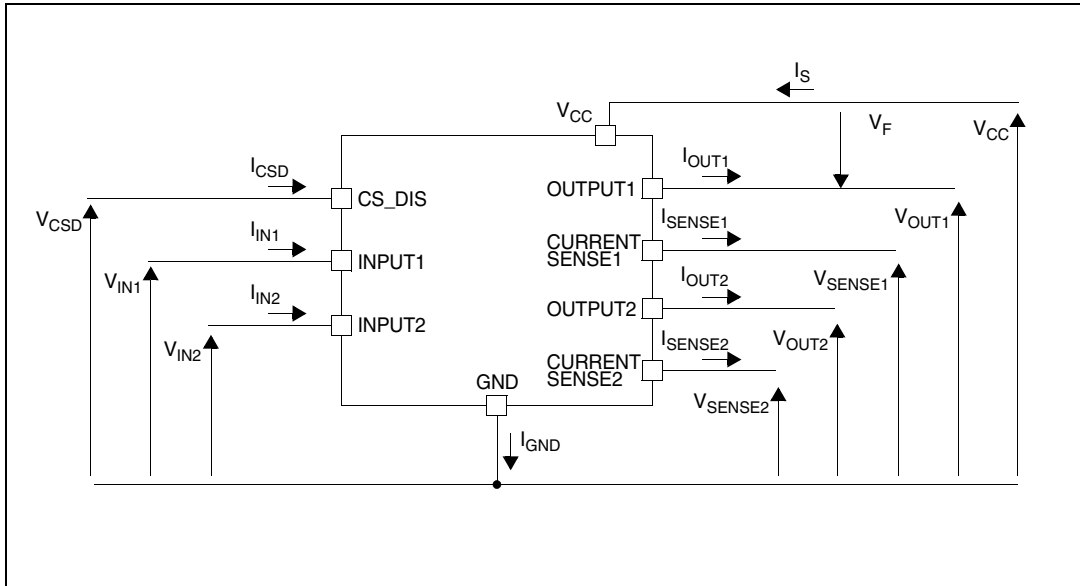 I_S
V_CC
V_F
V_CC
I_CSD
I_OUT1
CS_DIS
OUTPUT1
V_CSD
V_OUT1
I_IN1
I_SENSE1
INPUT1
CURRENT
SENSE1
V_IN1
V_SENSE1
I_IN2
I_OUT2
INPUT2
OUTPUT2
V_IN2
I_SENSE2
V_OUT2
CURRENT
SENSE2
GND
V_SENSE2
I_GND